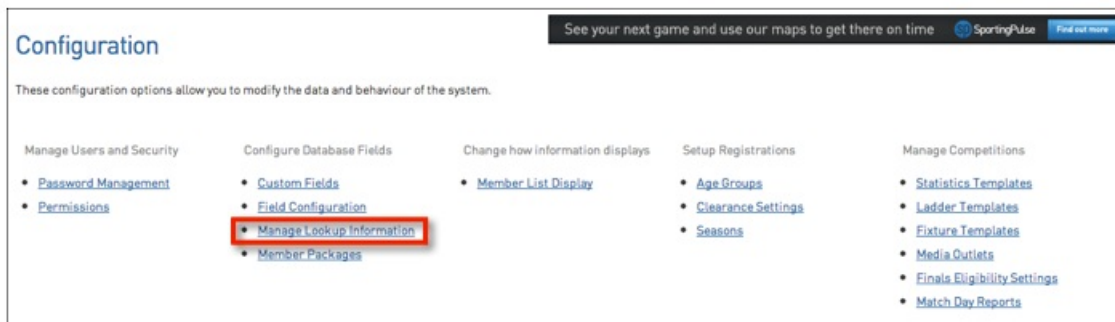 See your next game and use our maps to get there on time SportingPulse Find out more
Configuration
These configuration options allow you to modify the data and behaviour of the system.
Manage Users and Security
• Password Management
• Permissions
Configure Database Fields
• Custom Fields
• Field Configuration
• Manage Lookup Information
• Member Packages
Change how information displays
• Member List Display
Setup Registrations
• Age Groups
• Clearance Settings
• Seasons
Manage Competitions
• Statistics Templates
• Ladder Templates
• Fixture Templates
• Media Outlets
• Finals Eligibility Settings
• Match Day Reports